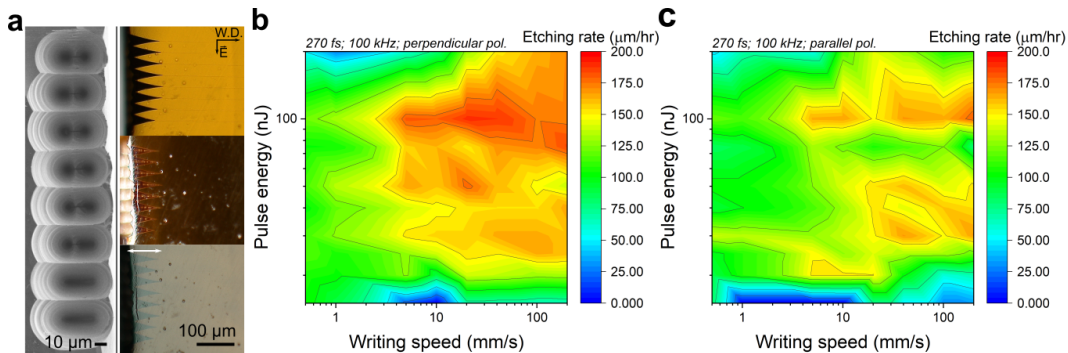 a
W.D.
E
10 µm
100 µm
b
270 fs; 100 kHz; perpendicular pol.
Etching rate (µm/hr)
200.0
175.0
150.0
125.0
100.0
75.00
50.00
25.00
0.000
Pulse energy (nJ)
100
1
10
100
Writing speed (mm/s)
c
270 fs; 100 kHz; parallel pol.
Etching rate (µm/hr)
200.0
175.0
150.0
125.0
100.0
75.00
50.00
25.00
0.000
Pulse energy (nJ)
100
1
10
100
Writing speed (mm/s)